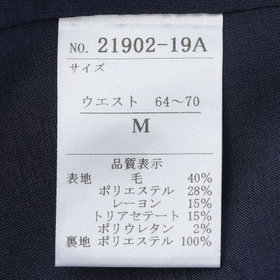 NO. 21902-19A
サイズ
ウエスト 64～70
M
品質表示
表地 毛 40%
ポリエステル 28%
レーヨン 15%
トリアセテート 15%
ポリウレタン 2%
裏地 ポリエステル 100%